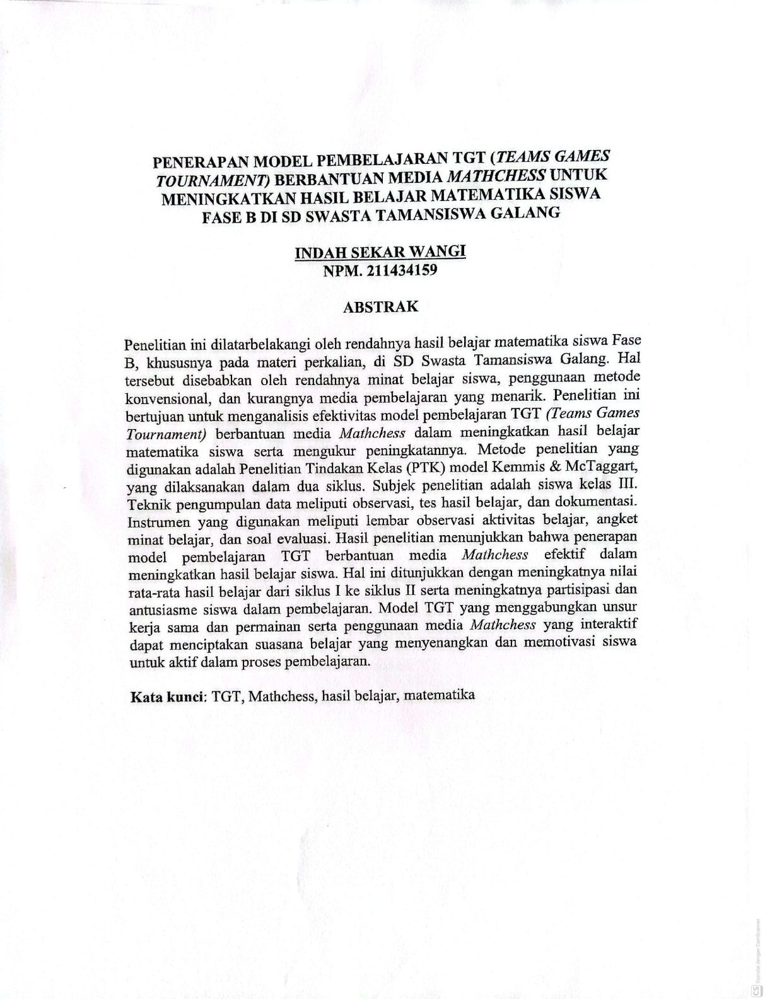 PENERAPAN MODEL PEMBELAJARAN TGT (TEAMS GAMES
TOURNAMENT) BERBANTUAN MEDIA MATHCHESS UNTUK
MENINGKATKAN HASIL BELAJAR MATEMATIKA SISWA
FASE B DI SD SWASTA TAMANSISWA GALANG
INDAH SEKAR WANGI
NPM. 211434159
ABSTRAK
Penelitian ini dilatarbelakangi oleh rendahnya hasil belajar matematika siswa Fase
B, khususnya pada materi perkalian, di SD Swasta Tamansiswa Galang. Hal
tersebut disebabkan oleh rendahnya minat belajar siswa, penggunaan metode
konvensional, dan kurangnya media pembelajaran yang menarik. Penelitian ini
bertujuan untuk menganalisis efektivitas model pembelajaran TGT (Teams Games
Tournament) berbantuan media Mathchess dalam meningkatkan hasil belajar
matematika siswa serta mengukur peningkatannya. Metode penelitian yang
digunakan adalah Penelitian Tindakan Kelas (PTK) model Kemmis & McTaggart,
yang dilaksanakan dalam dua siklus. Subjek penelitian adalah siswa kelas III.
Teknik pengumpulan data meliputi observasi, tes hasil belajar, dan dokumentasi.
Instrumen yang digunakan meliputi lembar observasi aktivitas belajar, angket
minat belajar, dan soal evaluasi. Hasil penelitian menunjukkan bahwa penerapan
model pembelajaran TGT berbantuan media Mathchess efektif dalam
meningkatkan hasil belajar siswa. Hal ini ditunjukkan dengan meningkatnya nilai
rata-rata hasil belajar dari siklus I ke siklus II serta meningkatnya partisipasi dan
antusiasme siswa dalam pembelajaran. Model TGT yang menggabungkan unsur
kerja sama dan permainan serta penggunaan media Mathchess yang interaktif
dapat menciptakan suasana belajar yang menyenangkan dan memotivasi siswa
untuk aktif dalam proses pembelajaran.
Kata kunci: TGT, Mathchess, hasil belajar, matematika
CS Dipindai dengan CamScanner